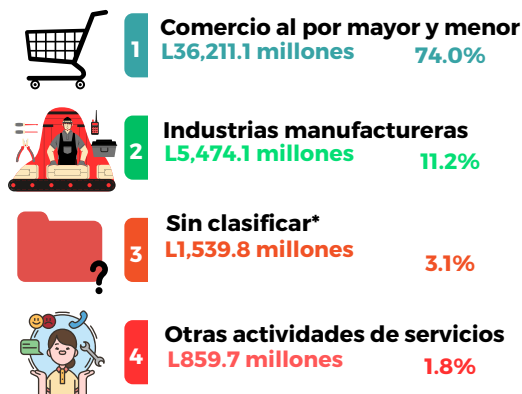 1
Comercio al por mayor y menor
L36,211.1 millones 74.0%
2
Industrias manufactureras
L5,474.1 millones 11.2%
3
Sin clasificar*
L1,539.8 millones 3.1%
?
4
Otras actividades de servicios
L859.7 millones 1.8%